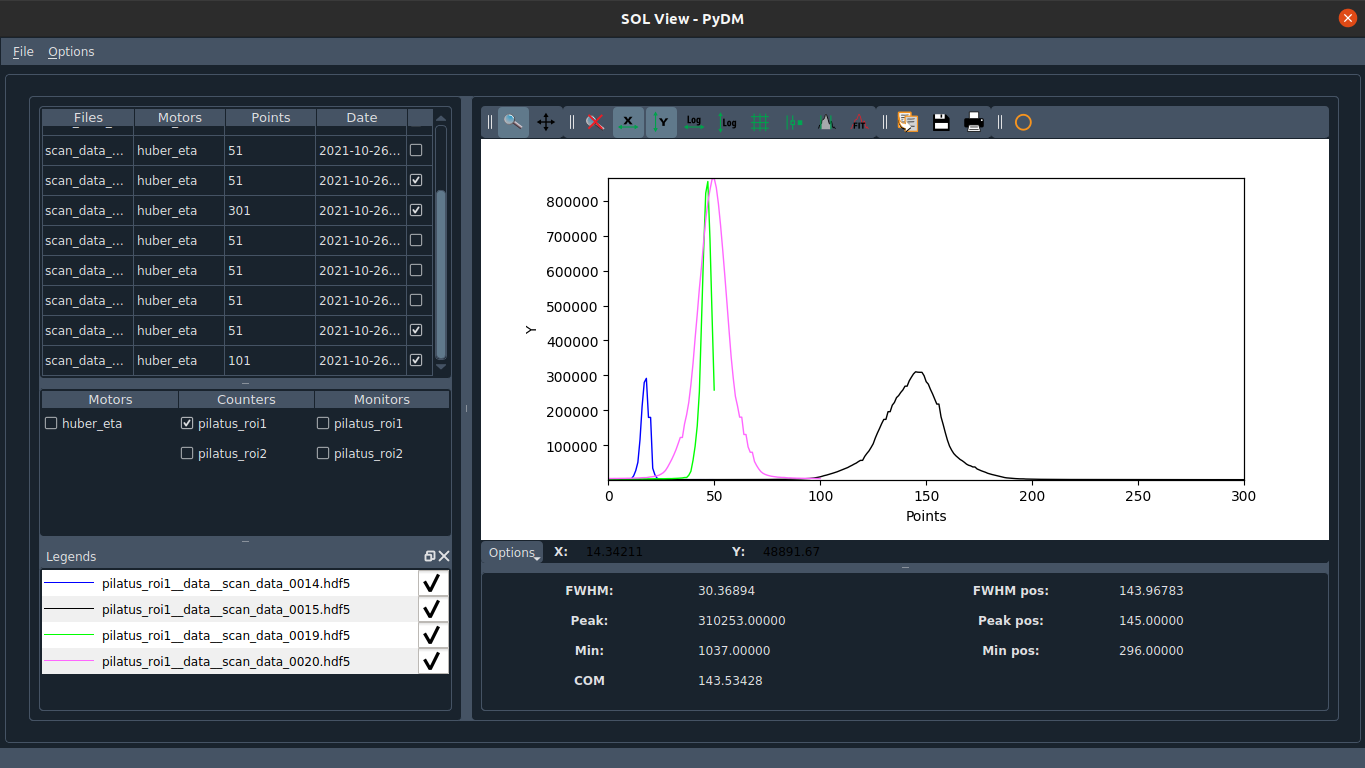 SOL View - PyDM
File Options
Files Motors Points Date
scan_data_... huber_eta 51 2021-10-26...
scan_data_... huber_eta 51 2021-10-26...
scan_data_... huber_eta 301 2021-10-26...
scan_data_... huber_eta 51 2021-10-26...
scan_data_... huber_eta 51 2021-10-26...
scan_data_... huber_eta 51 2021-10-26...
scan_data_... huber_eta 51 2021-10-26...
scan_data_... huber_eta 101 2021-10-26...
Motors Counters Monitors
huber_eta pilatus_roi1 pilatus_roi1
pilatus_roi2 pilatus_roi2
Legends
pilatus_roi1__data__scan_data_0014.hdf5
pilatus_roi1__data__scan_data_0015.hdf5
pilatus_roi1__data__scan_data_0019.hdf5
pilatus_roi1__data__scan_data_0020.hdf5
X Y Log Log FIT
800000
700000
600000
500000
400000
300000
200000
100000
Y
0 50 100 150 200 250 300
Points
Options X: 14.34211 Y: 48891.67
FWHM: 30.36894 FWHM pos: 143.96783
Peak: 310253.00000 Peak pos: 145.00000
Min: 1037.00000 Min pos: 296.00000
COM 143.53428